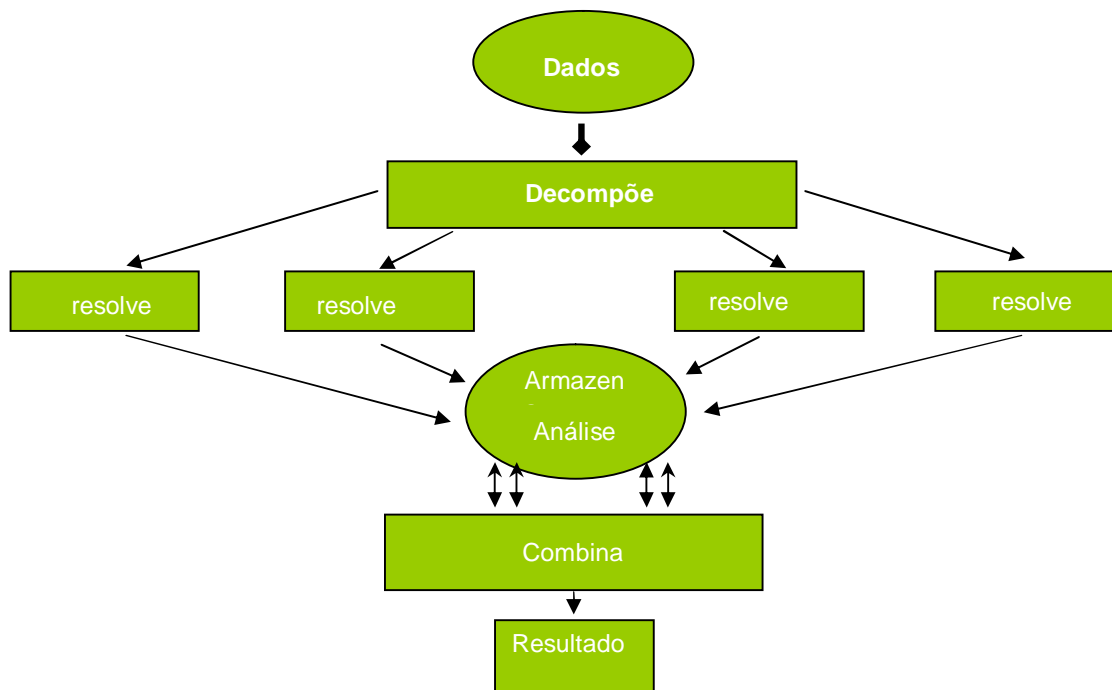 Dados
Decompõe
resolve
resolve
resolve
resolve
Armazen
Análise
Combina
Resultado